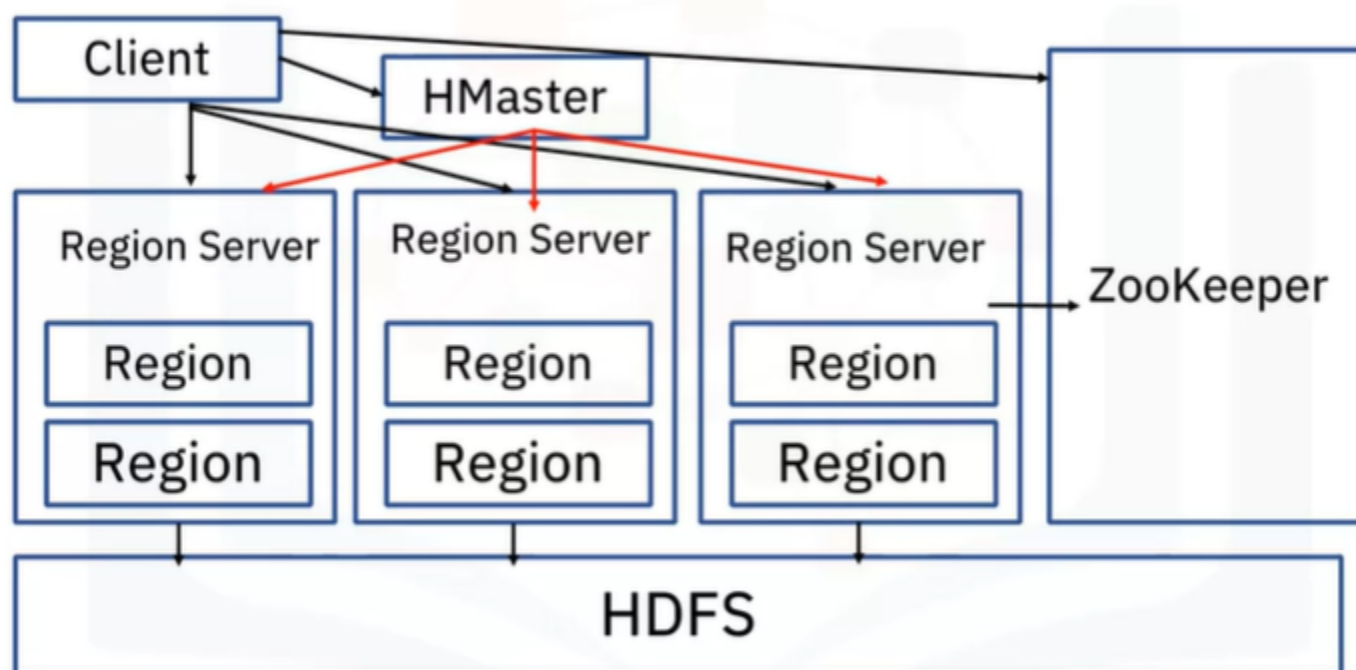 Client
HMaster
Region Server
Region Server
Region Server
ZooKeeper
Region
Region
Region
Region
Region
Region
HDFS